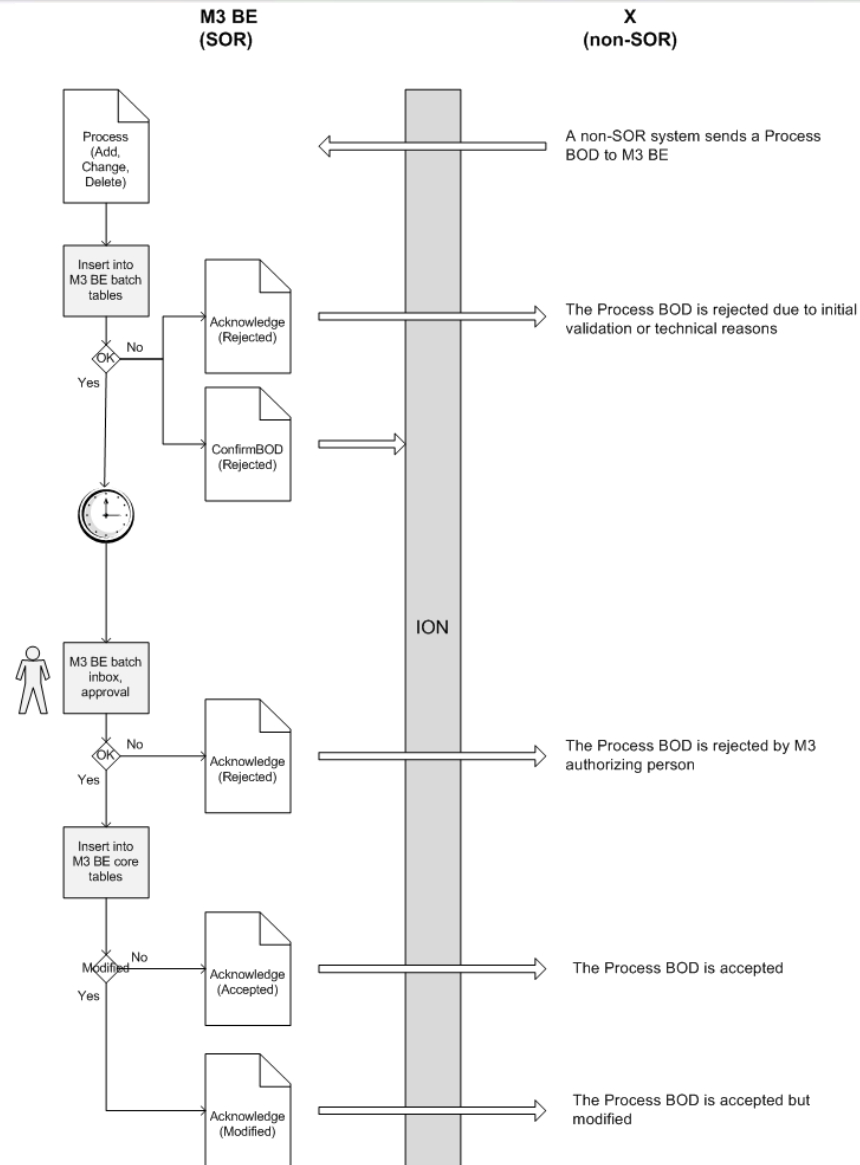 M3 BE
(SOR)
X
(non-SOR)
Process
(Add,
Change,
Delete)
A non-SOR system sends a Process
BOD to M3 BE
Insert into
M3 BE batch
tables
Acknowledge
(Rejected)
The Process BOD is rejected due to initial
validation or technical reasons
OK
No
Yes
ConfirmBOD
(Rejected)
ION
M3 BE batch
inbox,
approval
OK
No
Yes
Acknowledge
(Rejected)
The Process BOD is rejected by M3
authorizing person
Insert into
M3 BE core
tables
Modified
No
Yes
Acknowledge
(Accepted)
The Process BOD is accepted
Acknowledge
(Modified)
The Process BOD is accepted but
modified